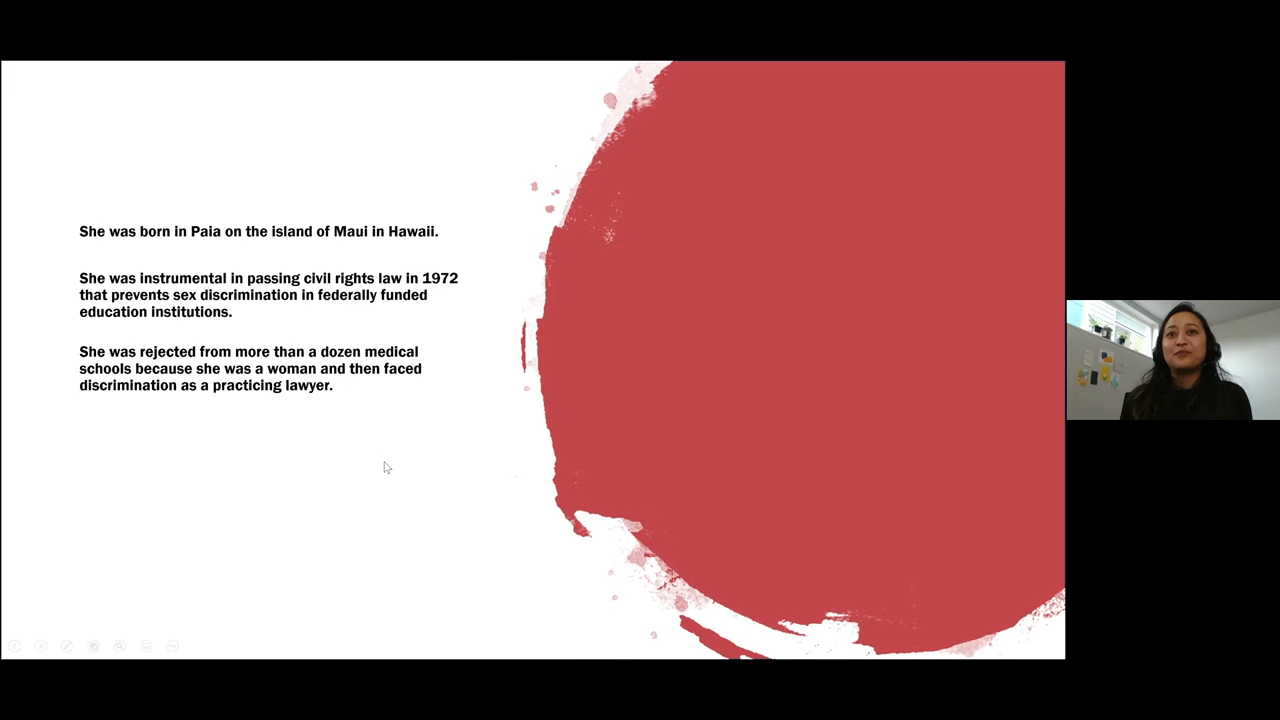 She was born in Paia on the island of Maui in Hawaii.
She was instrumental in passing civil rights law in 1972
that prevents sex discrimination in federally funded
education institutions.
She was rejected from more than a dozen medical
schools because she was a woman and then faced
discrimination as a practicing lawyer.